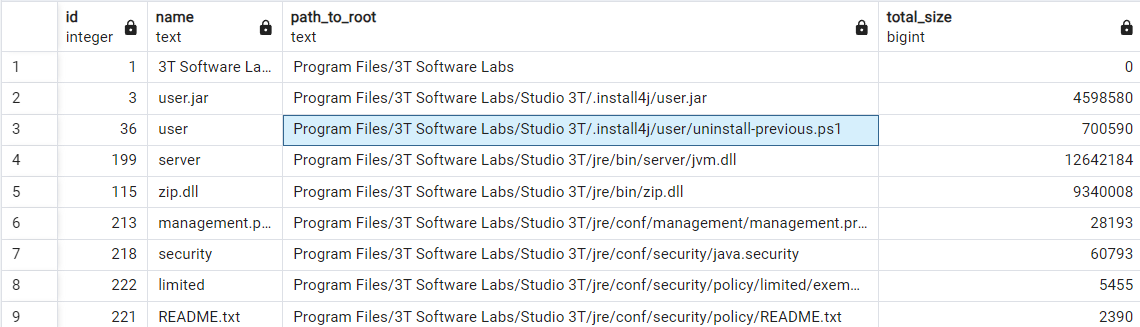 id name path_to_root total_size
integer text text bigint
1 1 3T Software La... Program Files/3T Software Labs 0
2 3 user.jar Program Files/3T Software Labs/Studio 3T/.install4j/user.jar 4598580
3 36 user Program Files/3T Software Labs/Studio 3T/.install4j/user/uninstall-previous.ps1 700590
4 199 server Program Files/3T Software Labs/Studio 3T/jre/bin/server/jvm.dll 12642184
5 115 zip.dll Program Files/3T Software Labs/Studio 3T/jre/bin/zip.dll 9340008
6 213 management.p... Program Files/3T Software Labs/Studio 3T/jre/conf/management/management.pr... 28193
7 218 security Program Files/3T Software Labs/Studio 3T/jre/conf/security/java.security 60793
8 222 limited Program Files/3T Software Labs/Studio 3T/jre/conf/security/policy/limited/exem... 5455
9 221 README.txt Program Files/3T Software Labs/Studio 3T/jre/conf/security/policy/README.txt 2390